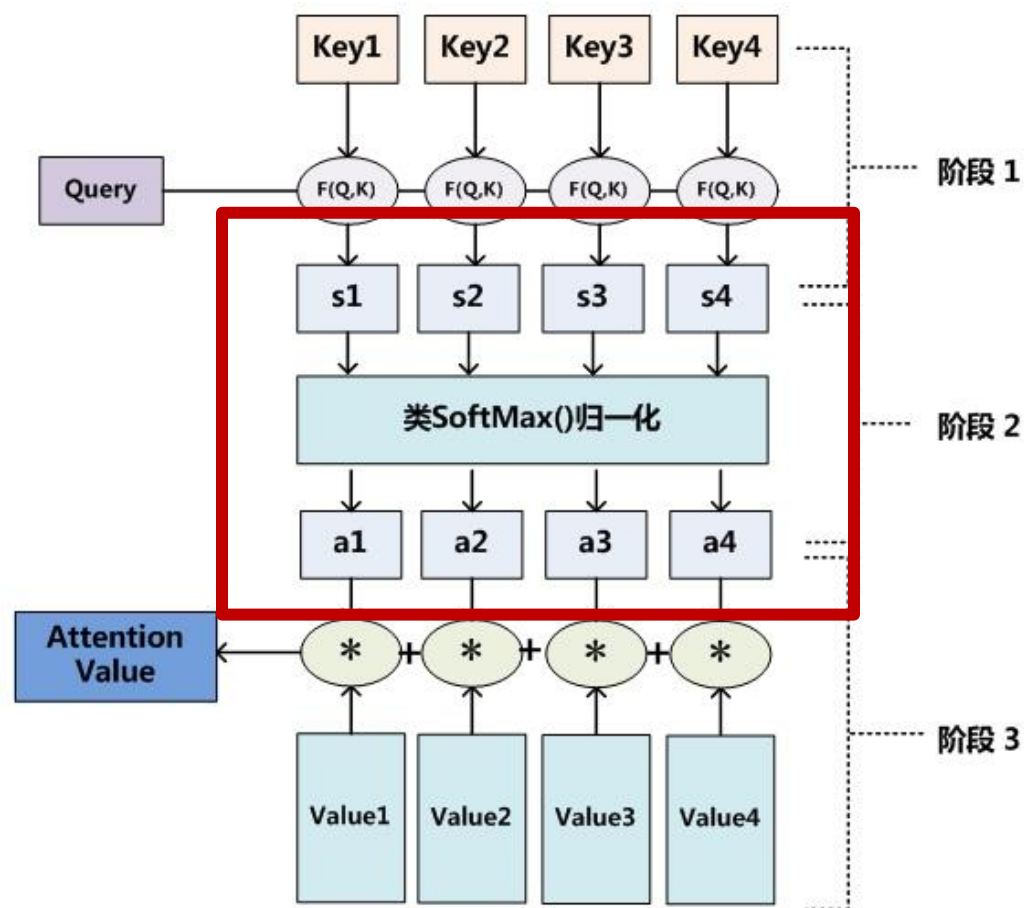 Key1 Key2 Key3 Key4
阶段 1
Query F(Q,K) F(Q,K) F(Q,K) F(Q,K)
s1 s2 s3 s4
类SoftMax()归一化
阶段 2
a1 a2 a3 a4
Attention
Value
* + * + * + *
阶段 3
Value1 Value2 Value3 Value4